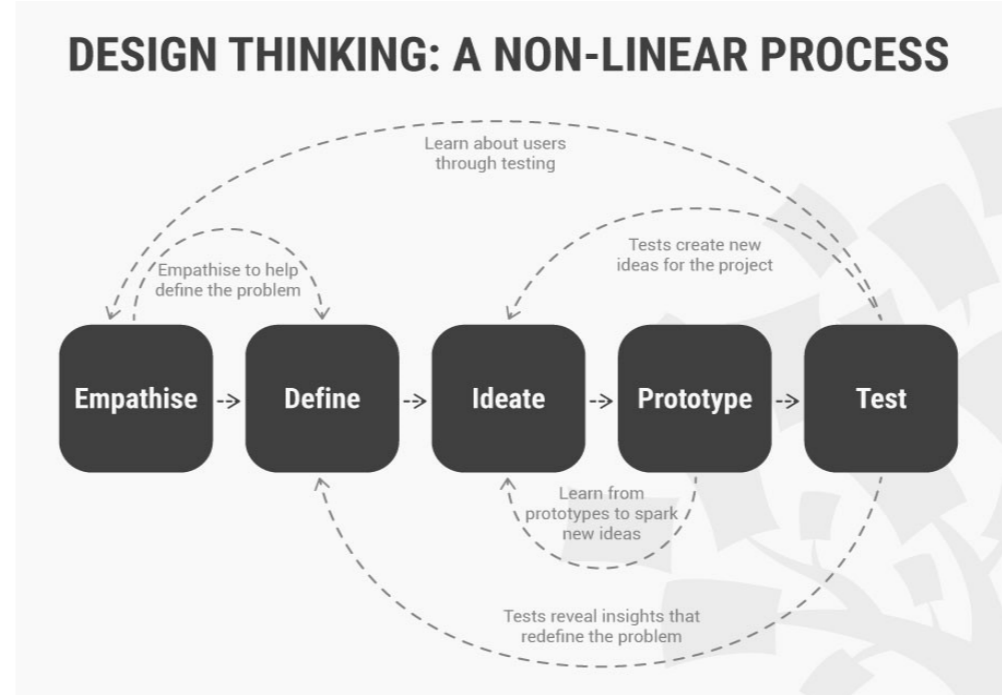 DESIGN THINKING: A NON-LINEAR PROCESS
Learn about users
through testing
Empathise to help
define the problem
Tests create new
ideas for the project
Empathise
Define
Ideate
Prototype
Test
Learn from
prototypes to spark
new ideas
Tests reveal insights that
redefine the problem